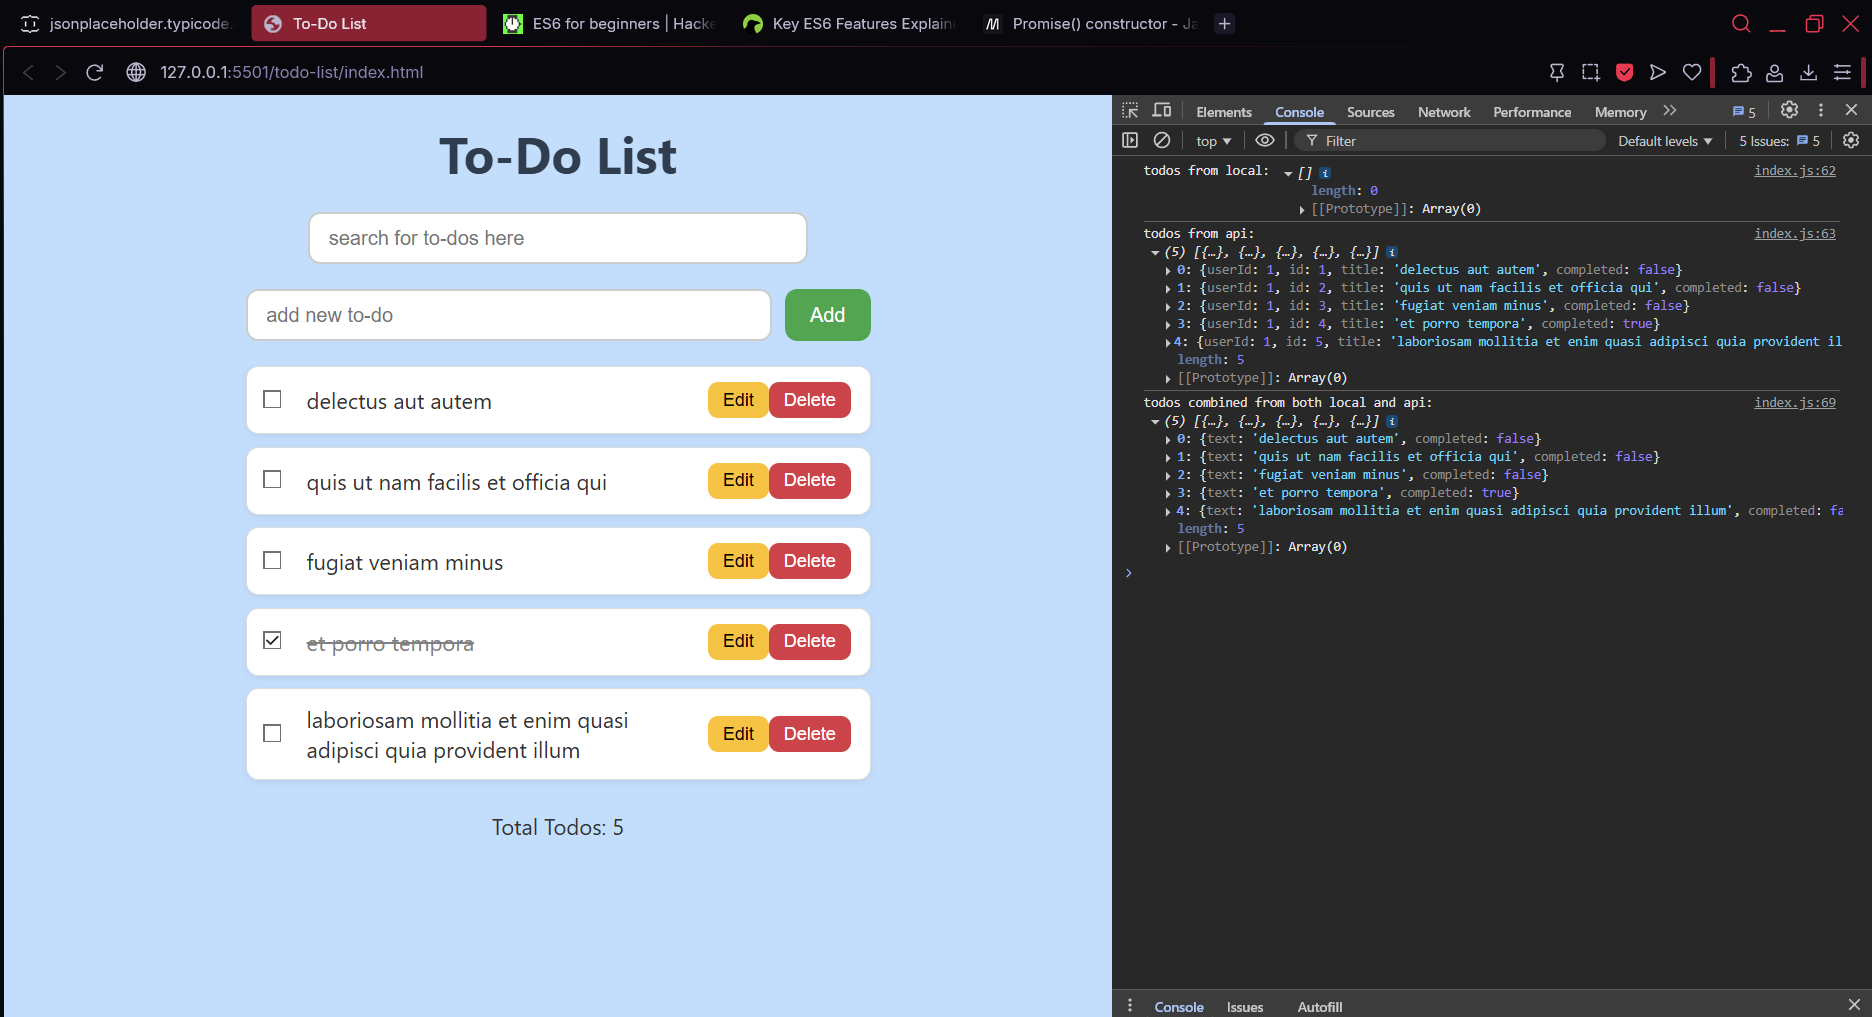 jsonplaceholder.typicode.
To-Do List
ES6 for beginners | Hacke
Key ES6 Features Explain
Promise() constructor - Ja
127.0.0.1:5501/todo-list/index.html
To-Do List
search for to-dos here
add new to-do
Add
delectus aut autem
Edit
Delete
quis ut nam facilis et officia qui
Edit
Delete
fugiat veniam minus
Edit
Delete
et porro tempora
Edit
Delete
laboriosam mollitia et enim quasi
adipisci quia provident illum
Edit
Delete
Total Todos: 5
Elements
Console
Sources
Network
Performance
Memory
5
top
Filter
Default levels
5 Issues:
5
todos from local: [] index.js:62
length: 0
[[Prototype]]: Array(0)
todos from api: index.js:63
(5) [{…}, {…}, {…}, {…}, {…}]
0: {userId: 1, id: 1, title: 'delectus aut autem', completed: false}
1: {userId: 1, id: 2, title: 'quis ut nam facilis et officia qui', completed: false}
2: {userId: 1, id: 3, title: 'fugiat veniam minus', completed: false}
3: {userId: 1, id: 4, title: 'et porro tempora', completed: true}
4: {userId: 1, id: 5, title: 'laboriosam mollitia et enim quasi adipisci quia provident il
length: 5
[[Prototype]]: Array(0)
todos combined from both local and api: index.js:69
(5) [{…}, {…}, {…}, {…}, {…}]
0: {text: 'delectus aut autem', completed: false}
1: {text: 'quis ut nam facilis et officia qui', completed: false}
2: {text: 'fugiat veniam minus', completed: false}
3: {text: 'et porro tempora', completed: true}
4: {text: 'laboriosam mollitia et enim quasi adipisci quia provident illum', completed: fa
length: 5
[[Prototype]]: Array(0)
Console
Issues
Autofill